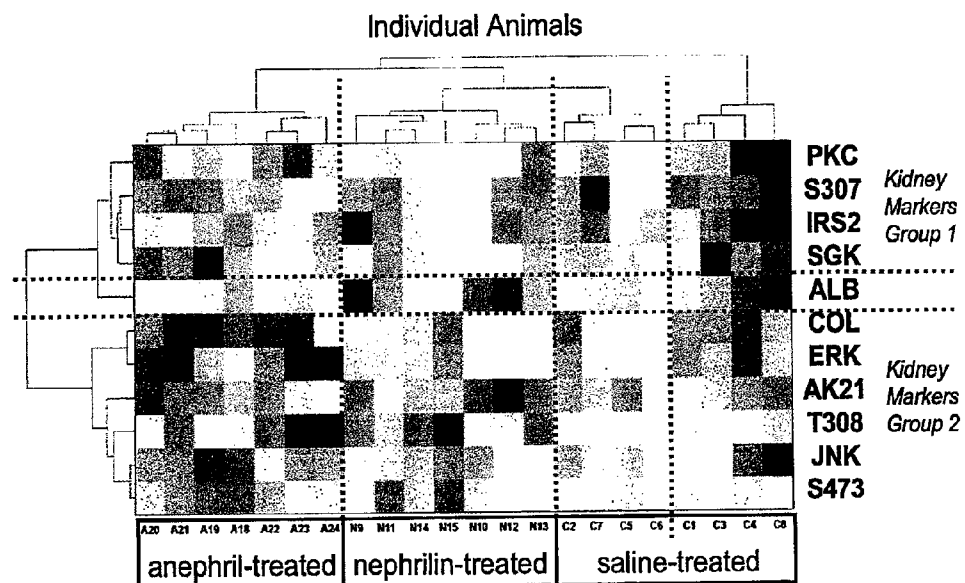 Individual Animals
PKC
S307
IRS2
SGK
Kidney
Markers
Group 1
ALB
COL
ERK
AK21
T308
JNK
S473
Kidney
Markers
Group 2
A20 A21 A19 A18 A22 A23 A24 N9 N11 N14 N15 N10 N12 N13 C2 C7 C5 C6 C1 C3 C4 C8
anephril-treated nephrilin-treated saline-treated